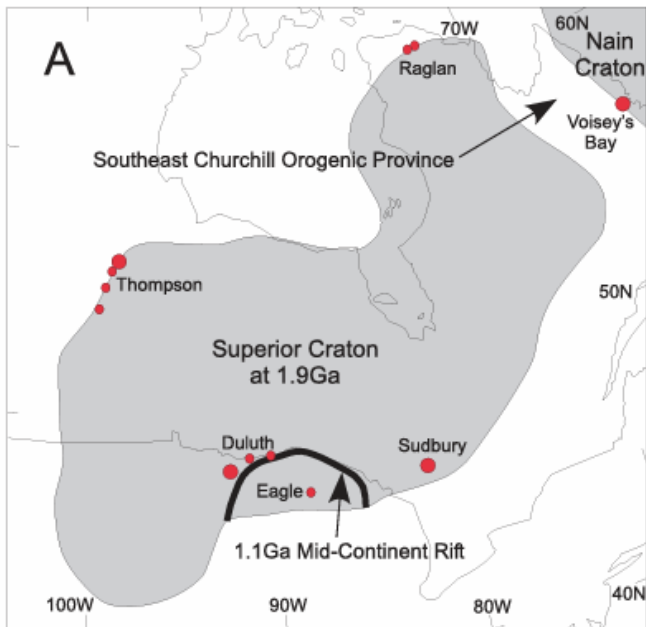 A
70W
60N
Nain
Craton
Raglan
Voisey's
Bay
Southeast Churchill Orogenic Province
Thompson
50N
Superior Craton
at 1.9Ga
Duluth
Sudbury
Eagle
1.1Ga Mid-Continent Rift
100W
90W
80W
40N